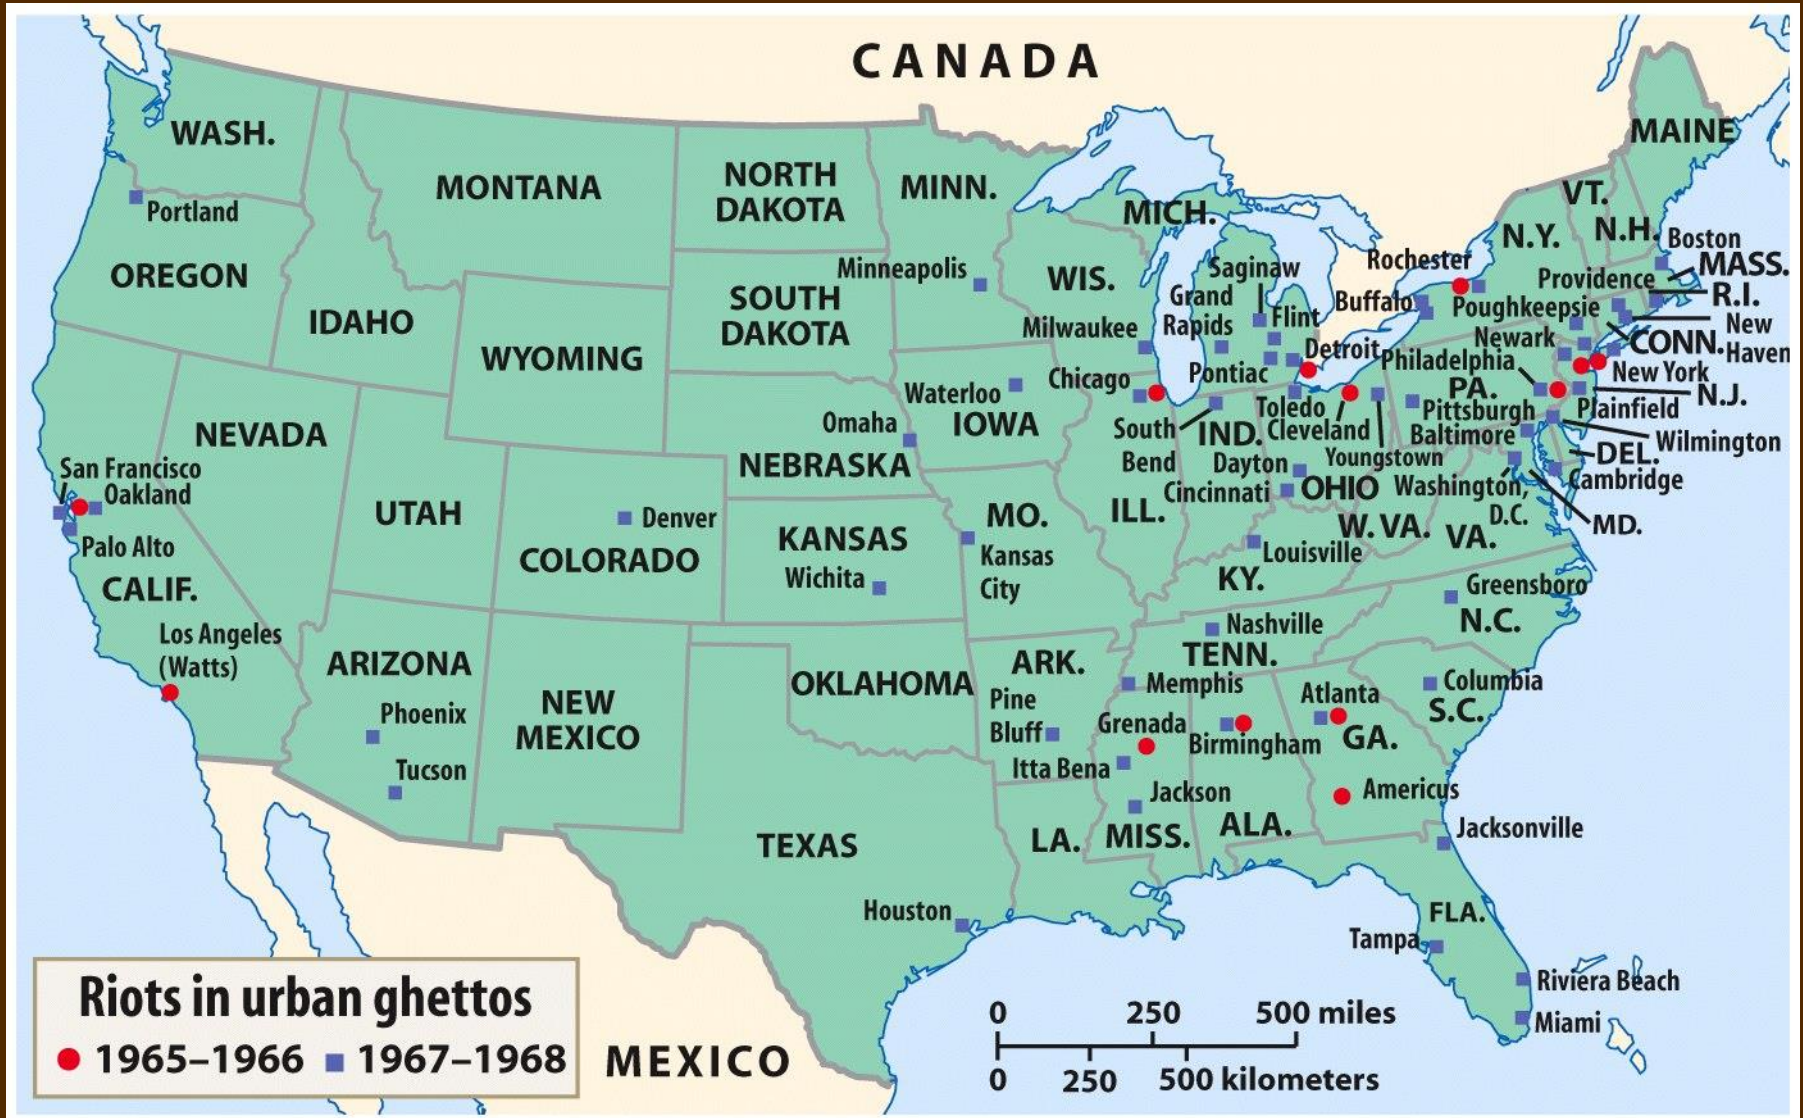 CANADA
WASH.
Portland
OREGON
IDAHO
MONTANA
WYOMING
NEVADA
UTAH
San Francisco
Oakland
Palo Alto
CALIF.
Los Angeles
(Watts)
ARIZONA
Phoenix
Tucson
NORTH
DAKOTA
SOUTH
DAKOTA
NEBRASKA
Omaha
Denver
COLORADO
KANSAS
Wichita
NEW
MEXICO
OKLAHOMA
TEXAS
Houston
MINN.
Minneapolis
WIS.
Milwaukee
Waterloo
IOWA
MO.
Kansas
City
ARK.
Pine
Bluff
LA.
MICH.
Saginaw
Grand
Rapids
Flint
Pontiac
Detroit
Chicago
South
Bend
ILL.
IND.
Toledo
Cleveland
Youngstown
Dayton
Cincinnati
OHIO
Louisville
KY.
Nashville
TENN.
Memphis
Grenada
Itta Bena
Jackson
MISS.
Birmingham
ALA.
Atlanta
GA.
Americus
MAINE
VT.
N.H.
N.Y.
Boston
MASS.
Rochester
Buffalo
Providence
R.I.
Poughkeepsie
New
Haven
CONN.
Newark
New York
Philadelphia
PA.
N.J.
Pittsburgh
Plainfield
Baltimore
Wilmington
DEL.
Cambridge
Washington,
D.C.
MD.
W.VA.
VA.
Greensboro
N.C.
Columbia
S.C.
Jacksonville
FLA.
Tampa
Riviera Beach
Miami
MEXICO
Riots in urban ghettos
1965–1966 1967–1968
0 250 500 miles
0 250 500 kilometers